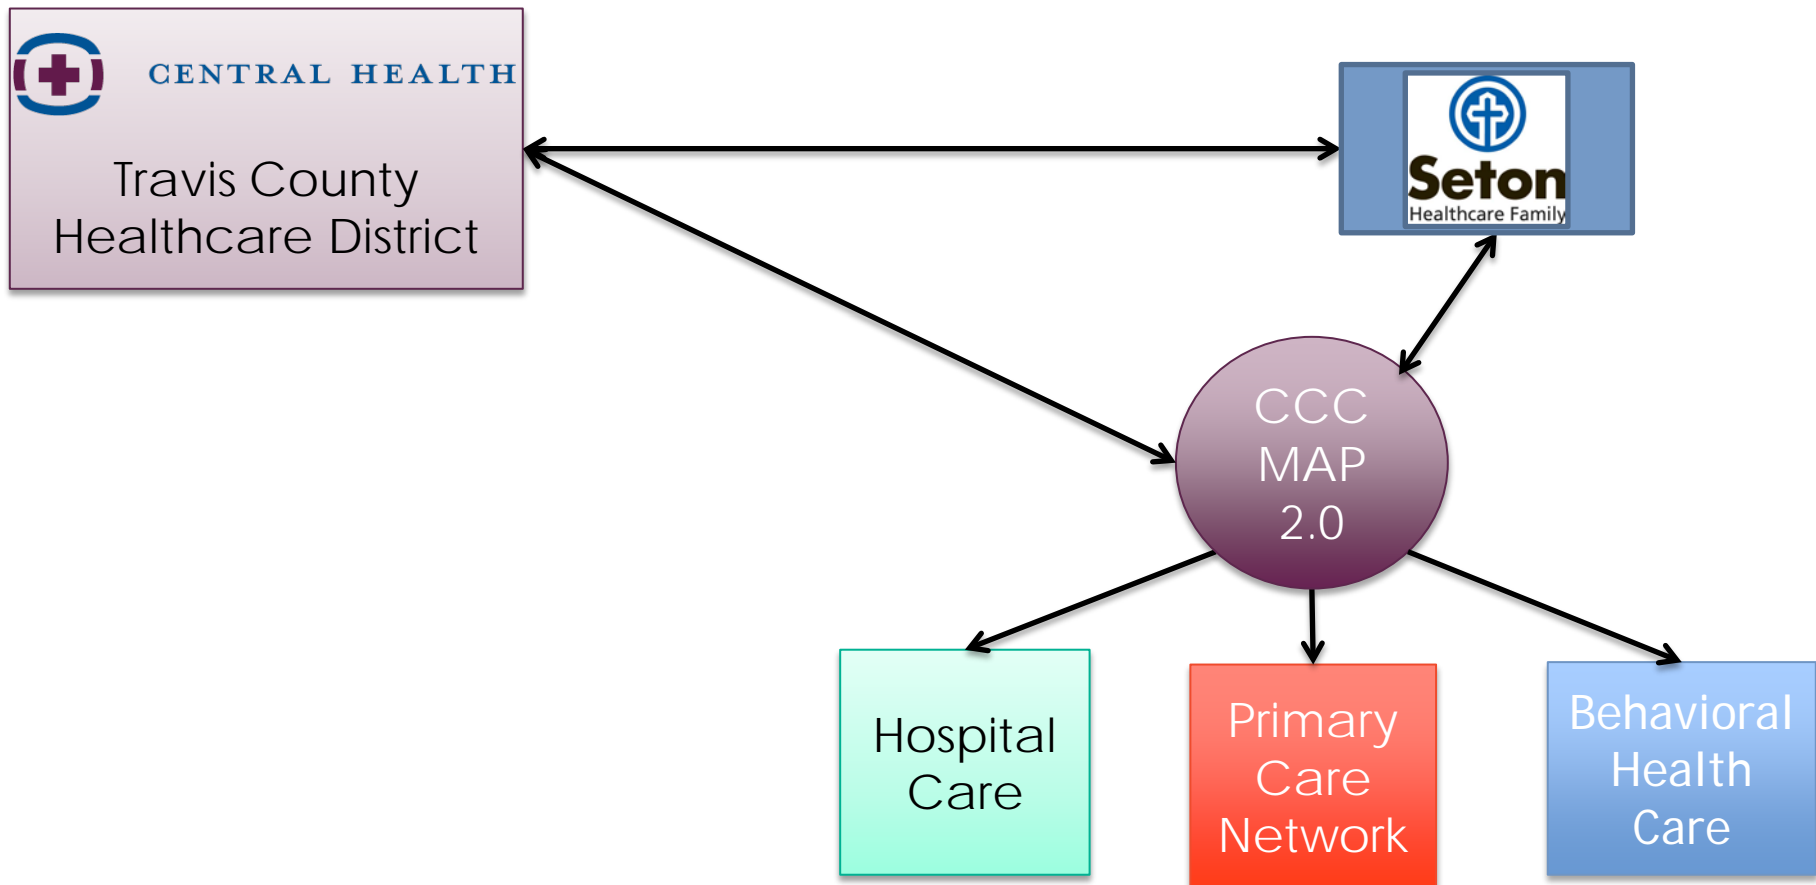 CENTRAL HEALTH
Travis County
Healthcare District
Seton
Healthcare Family
CCC
MAP
2.0
Hospital
Care
Primary
Care
Network
Behavioral
Health
Care